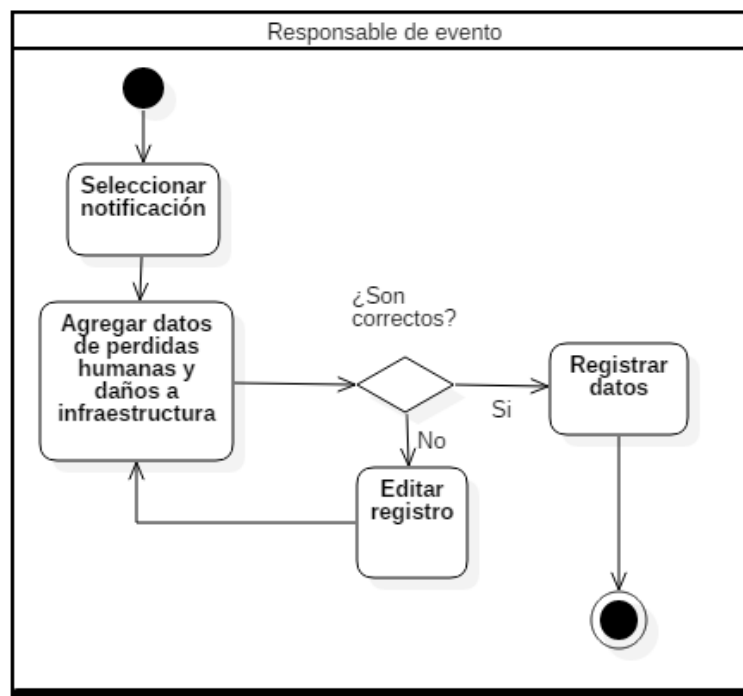 Responsable de evento
Seleccionar
notificación
Agregar datos
de perdidas
humanas y
daños a
infraestructura
¿Son
correctos?
Si
Registrar
datos
No
Editar
registro